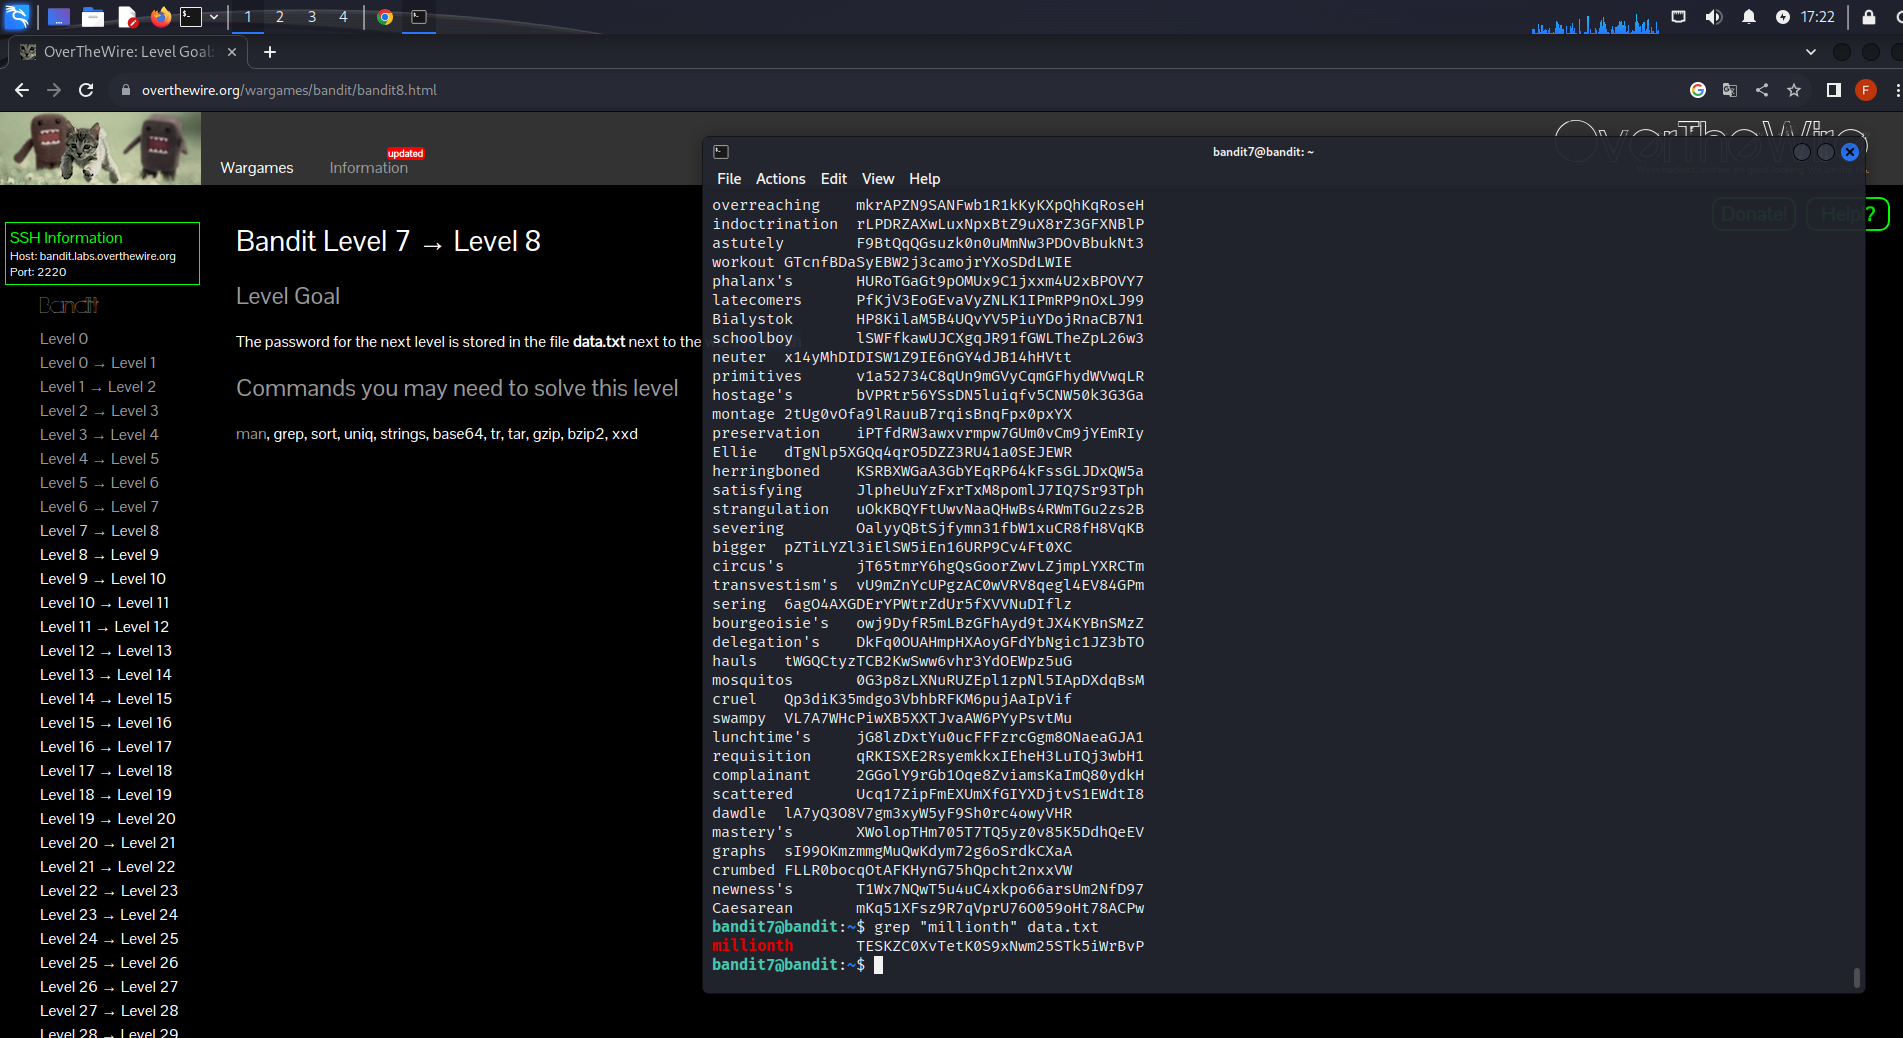 1 2 3 4 17:22
OverTheWire: Level Goal:
overthewire.org/wargames/bandit/bandit8.html F
OverTheWire
Wargames
Information
updated
Donate!
Help!?
SSH Information
Host: bandit.labs.overthewire.org
Port: 2220
Bandit
Level 0
Level 0 → Level 1
Level 1 → Level 2
Level 2 → Level 3
Level 3 → Level 4
Level 4 → Level 5
Level 5 → Level 6
Level 6 → Level 7
Level 7 → Level 8
Level 8 → Level 9
Level 9 → Level 10
Level 10 → Level 11
Level 11 → Level 12
Level 12 → Level 13
Level 13 → Level 14
Level 14 → Level 15
Level 15 → Level 16
Level 16 → Level 17
Level 17 → Level 18
Level 18 → Level 19
Level 19 → Level 20
Level 20 → Level 21
Level 21 → Level 22
Level 22 → Level 23
Level 23 → Level 24
Level 24 → Level 25
Level 25 → Level 26
Level 26 → Level 27
Level 27 → Level 28
Level 28 → Level 29
Bandit Level 7 → Level 8
Level Goal
The password for the next level is stored in the file data.txt next to the
Commands you may need to solve this level
man, grep, sort, uniq, strings, base64, tr, tar, gzip, bzip2, xxd
bandit7@bandit: ~
File Actions Edit View Help
overreaching mkrAPZN9SANFwb1R1kKyKXpQhKqRoseH
indoctrination rLPDRZAXwLuxNpxBtZ9uX8rZ3GFXNBlP
astutely F9BtQqQGsuzk0n0uMmNw3PDOvBbukNt3
workout GTcnfBDaSyEBW2j3camojrYXoSDdLWIE
phalanx's HURoTGaGt9pOMUx9C1jxxm4U2xBPOVY7
latecomers PfKjV3EoGEvaVyZNLK1IPmRP9nOxLJ99
Bialystok HP8KilaM5B4UQvYV5PiuYDojRnaCB7N1
schoolboy lSWFfkawUJCXgqJR91fGWLTheZpL26w3
neuter x14yMhDIDISW1Z9IE6nGY4dJB14hHVtt
primitives v1a52734C8qUn9mGVyCqmGFhydWVwqLR
hostage's bVPRtr56YSsDN5luiqfv5CNW50k3G3Ga
montage 2tUg0vOfa9lRauuB7rqisBnqFpx0pxYX
preservation iPTfdRW3awxvrmpw7GUm0vCm9jYEmRIy
Ellie dTgNlp5XGQq4qrO5DZZ3RU41a0SEJEWR
herringboned KSRBXWGaA3GbYEqRP64kFssGLJDxQW5a
satisfying JlpheUuYzFxrTxM8pomlJ7IQ7Sr93Tph
strangulation uOkKBQYFtUwvNaaQHwBs4RWmTGu2zs2B
severing OalyyQBtSjfymn31fbW1xuCR8fH8VqKB
bigger pZTiLYZl3iElSW5iEn16URP9Cv4Ft0XC
circus's jT65tmrY6hgQsGoorZwvLZjmpLYXRCTm
transvestism's vU9mZnYcUPgzAC0wVRV8qegl4EV84GPm
sering 6agO4AXGDErYPWtrZdUr5fXVVNuDIflz
bourgeoisie's owj9DyfR5mLBzGFhAyd9tJX4KYBnSMzZ
delegation's DkFq0OUAHmpHXAoyGFdYbNgic1JZ3bTO
hauls tWGQCtyzTCB2KwSww6vhr3YdOEWpz5uG
mosquitos 0G3p8zLXNuRUZEpl1zpNl5IApDXdqBsM
cruel Qp3diK35mdgo3VbhbRFKM6pujAaIpVif
swampy VL7A7WHcPiwXB5XXTJvaAW6PYyPsvtMu
lunchtime's jG8lzDxtYu0ucFFFzrcGgm8ONaeaGJA1
requisition qRKISXE2RsyemkkxIEheH3LuIQj3wbH1
complainant 2GGolY9rGb1Oqe8ZviamsKaImQ80ydkH
scattered Ucq17ZipFmEXUmXfGIYXDjtvS1EWdtI8
dawdle lA7yQ3O8V7gm3xyW5yF9Sh0rc4owyVHR
mastery's XWolopTHm705T7TQ5yz0v85K5DdhQeEV
graphs sI99OKmzmmgMuQwKdym72g6oSrdkCXaA
crumbed FLLR0bocqOtAFKHynG75hQpcht2nxxVW
newness's T1Wx7NQwT5u4uC4xkpo66arsUm2NfD97
Caesarean mKq51XFsz9R7qVprU76O059oHt78ACPw
bandit7@bandit:~$ grep "millionth" data.txt
millionth TESKZC0XvTetK0S9xNwm25STk5iWrBvP
bandit7@bandit:~$